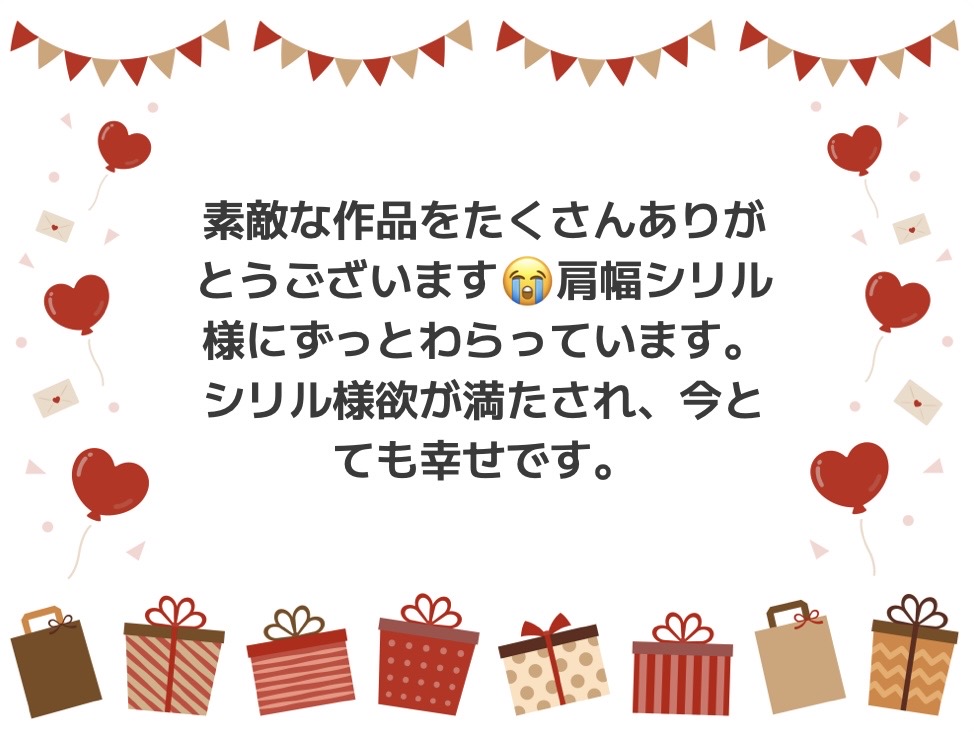 素敵な作品をたくさんありが
とうございます😭肩幅シリル
様にずっとわらっています。
シリル様欲が満たされ、今と
ても幸せです。